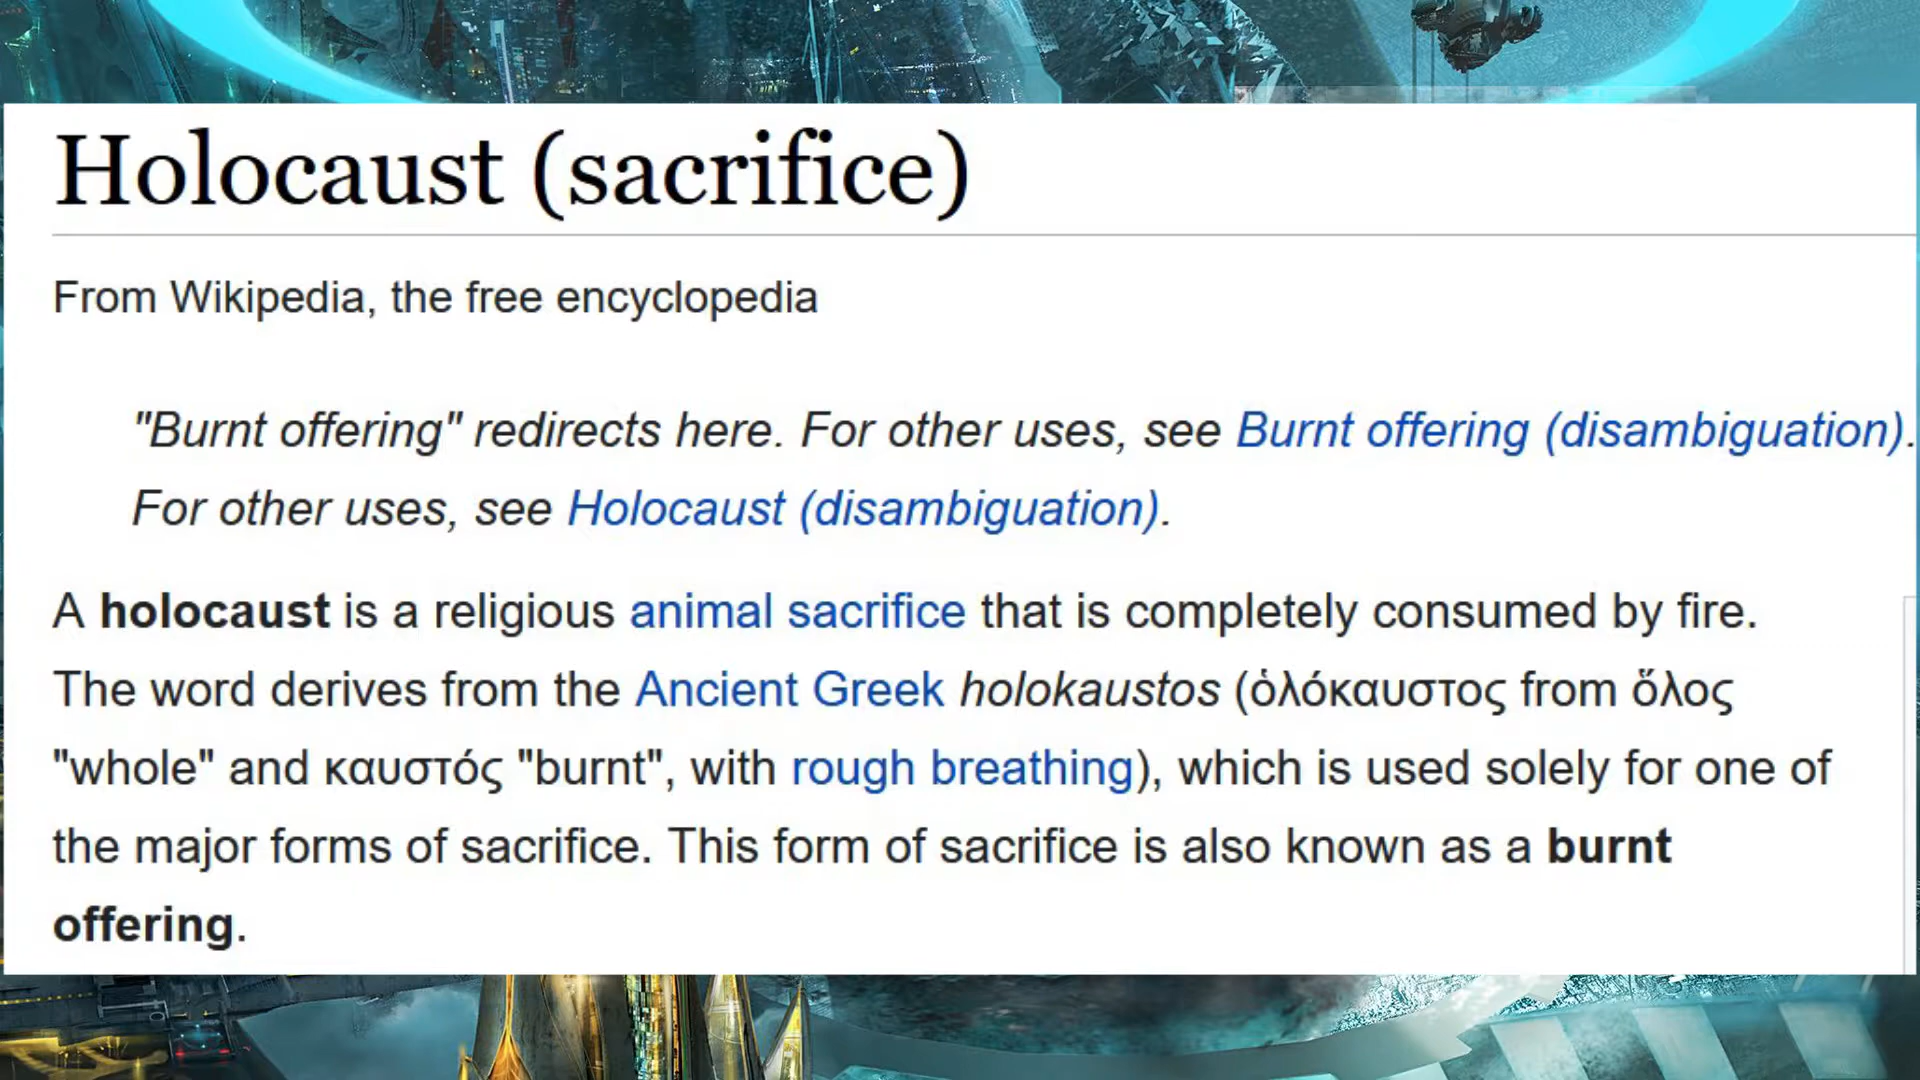 Holocaust (sacrifice)
From Wikipedia, the free encyclopedia
"Burnt offering" redirects here. For other uses, see Burnt offering (disambiguation).
For other uses, see Holocaust (disambiguation).
A holocaust is a religious animal sacrifice that is completely consumed by fire.
The word derives from the Ancient Greek holokaustos (ὁλόκαυστος from ὅλος
"whole" and καυστός "burnt", with rough breathing), which is used solely for one of
the major forms of sacrifice. This form of sacrifice is also known as a burnt
offering.